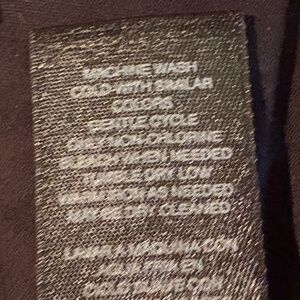 MACHINE WASH
COLD WITH SIMILAR
COLORS
GENTLE CYCLE
ONLY NON-CHLORINE
BLEACH WHEN NEEDED
TUMBLE DRY LOW
WARM IRON AS NEEDED
MAY BE DRY CLEANED
LAVAR A MAQUINA CON
AGUA FRIA EN
CICLO SUAVE CON